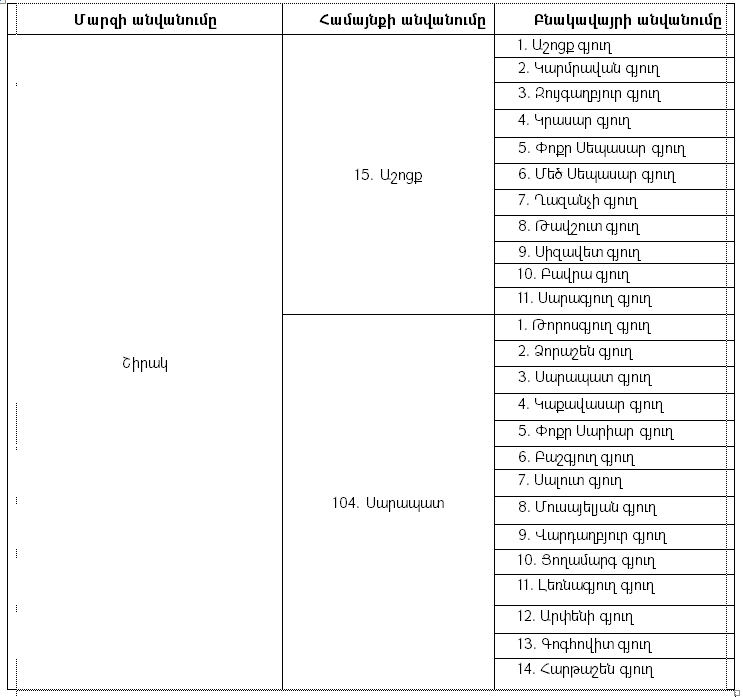 Մարզի անվանումը Համայնքի անվանումը Բնակավայրի անվանումը
1. Աշոցք գյուղ
2. Կարմրավան գյուղ
3. Զույգաղբյուր գյուղ
4. Կրասար գյուղ
5. Փոքր Սեպասար գյուղ
15. Աշոցք
6. Մեծ Սեպասար գյուղ
7. Ղազանչի գյուղ
8. Թավշուտ գյուղ
9. Սիզավետ գյուղ
10. Բավրա գյուղ
11. Սարագյուղ գյուղ
1. Թորոսգյուղ գյուղ
2. Ձորաշեն գյուղ
Շիրակ
3. Սարապատ գյուղ
4. Կաքավասար գյուղ
5. Փոքր Սարիար գյուղ
6. Բաշգյուղ գյուղ
7. Սալուտ գյուղ
104. Սարապատ
8. Մուսայելյան գյուղ
9. Վարդաղբյուր գյուղ
10. Ցողամարգ գյուղ
11. Լեռնագյուղ գյուղ
12. Արփենի գյուղ
13. Գոգհովիտ գյուղ
14. Հարթաշեն գյուղ